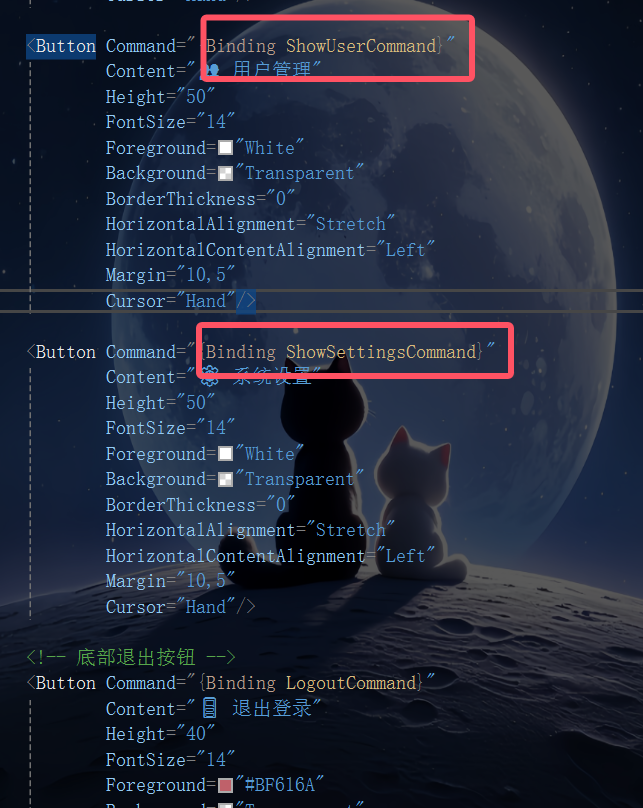 Cursor="Hand"/>
<Button Command="{Binding ShowUserCommand}"
Content="👥 用户管理"
Height="50"
FontSize="14"
Foreground="White"
Background="Transparent"
BorderThickness="0"
HorizontalAlignment="Stretch"
HorizontalContentAlignment="Left"
Margin="10,5"
Cursor="Hand"/>
<Button Command="{Binding ShowSettingsCommand}"
Content="⚙ 系统设置"
Height="50"
FontSize="14"
Foreground="White"
Background="Transparent"
BorderThickness="0"
HorizontalAlignment="Stretch"
HorizontalContentAlignment="Left"
Margin="10,5"
Cursor="Hand"/>
<!-- 底部退出按钮 -->
<Button Command="{Binding LogoutCommand}"
Content="🚪 退出登录"
Height="40"
FontSize="14"
Foreground="#BF616A"